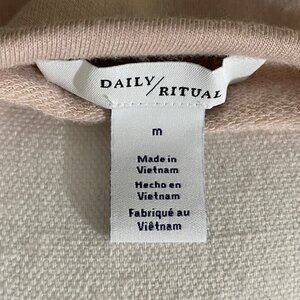 DAILY/RITUAL
m
Made in
Vietnam
Hecho en
Vietnam
Fabriqué au
Viêtnam